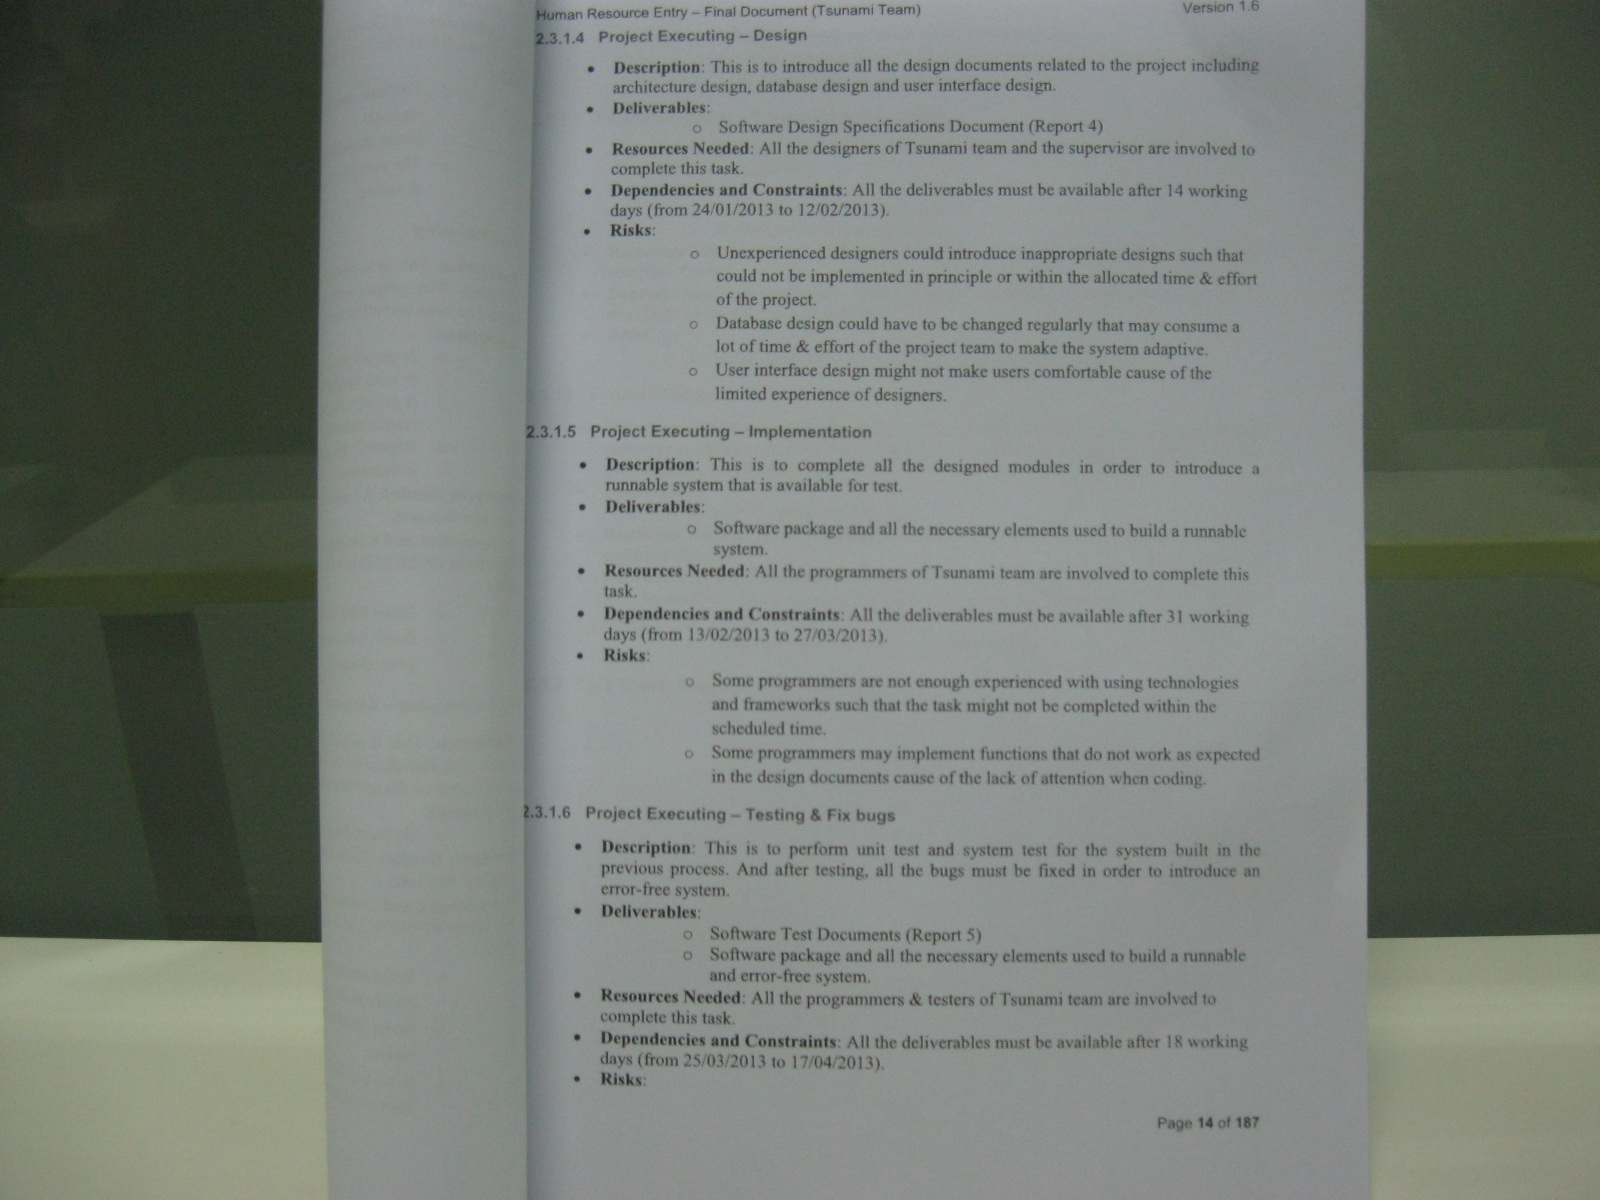 Human Resource Entry – Final Document (Tsunami Team) Version 1.6
2.3.1.4 Project Executing – Design
• Description: This is to introduce all the design documents related to the project including
architecture design, database design and user interface design.
• Deliverables:
o Software Design Specifications Document (Report 4)
• Resources Needed: All the designers of Tsunami team and the supervisor are involved to
complete this task.
• Dependencies and Constraints: All the deliverables must be available after 14 working
days (from 24/01/2013 to 12/02/2013).
• Risks:
o Unexperienced designers could introduce inappropriate designs such that
could not be implemented in principle or within the allocated time & effort
of the project.
o Database design could have to be changed regularly that may consume a
lot of time & effort of the project team to make the system adaptive.
o User interface design might not make users comfortable cause of the
limited experience of designers.
2.3.1.5 Project Executing – Implementation
• Description: This is to complete all the designed modules in order to introduce a
runnable system that is available for test.
• Deliverables:
o Software package and all the necessary elements used to build a runnable
system.
• Resources Needed: All the programmers of Tsunami team are involved to complete this
task.
• Dependencies and Constraints: All the deliverables must be available after 31 working
days (from 13/02/2013 to 27/03/2013).
• Risks:
o Some programmers are not enough experienced with using technologies
and frameworks such that the task might not be completed within the
scheduled time.
o Some programmers may implement functions that do not work as expected
in the design documents cause of the lack of attention when coding.
2.3.1.6 Project Executing – Testing & Fix bugs
• Description: This is to perform unit test and system test for the system built in the
previous process. And after testing, all the bugs must be fixed in order to introduce an
error-free system.
• Deliverables:
o Software Test Documents (Report 5)
o Software package and all the necessary elements used to build a runnable
and error-free system.
• Resources Needed: All the programmers & testers of Tsunami team are involved to
complete this task.
• Dependencies and Constraints: All the deliverables must be available after 18 working
days (from 25/03/2013 to 17/04/2013).
• Risks:
Page 14 of 187